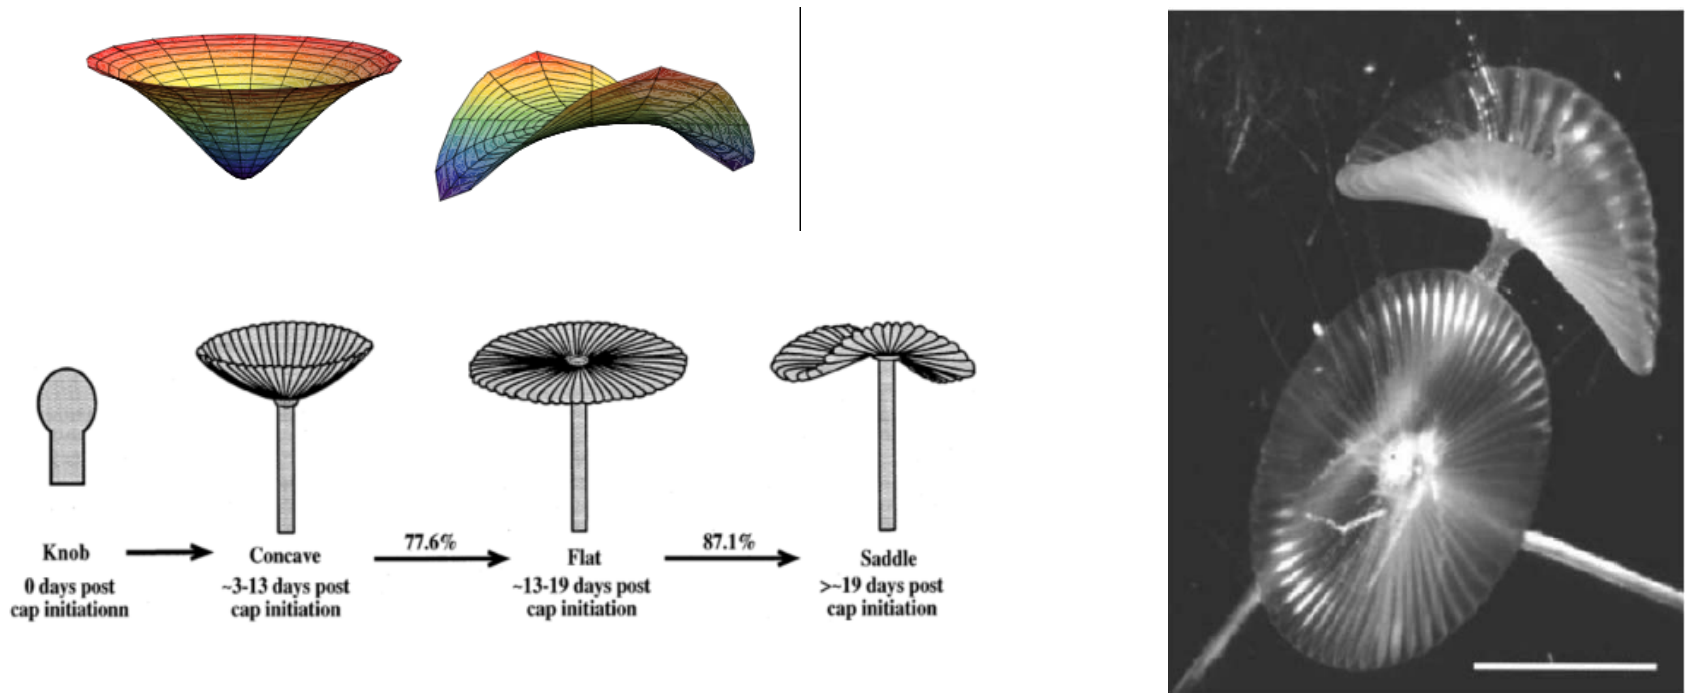 77.6%
87.1%
Knob
Concave
Flat
Saddle
0 days post
cap initiationn
~3-13 days post
cap initiation
~13-19 days post
cap initiation
>~19 days post
cap initiation